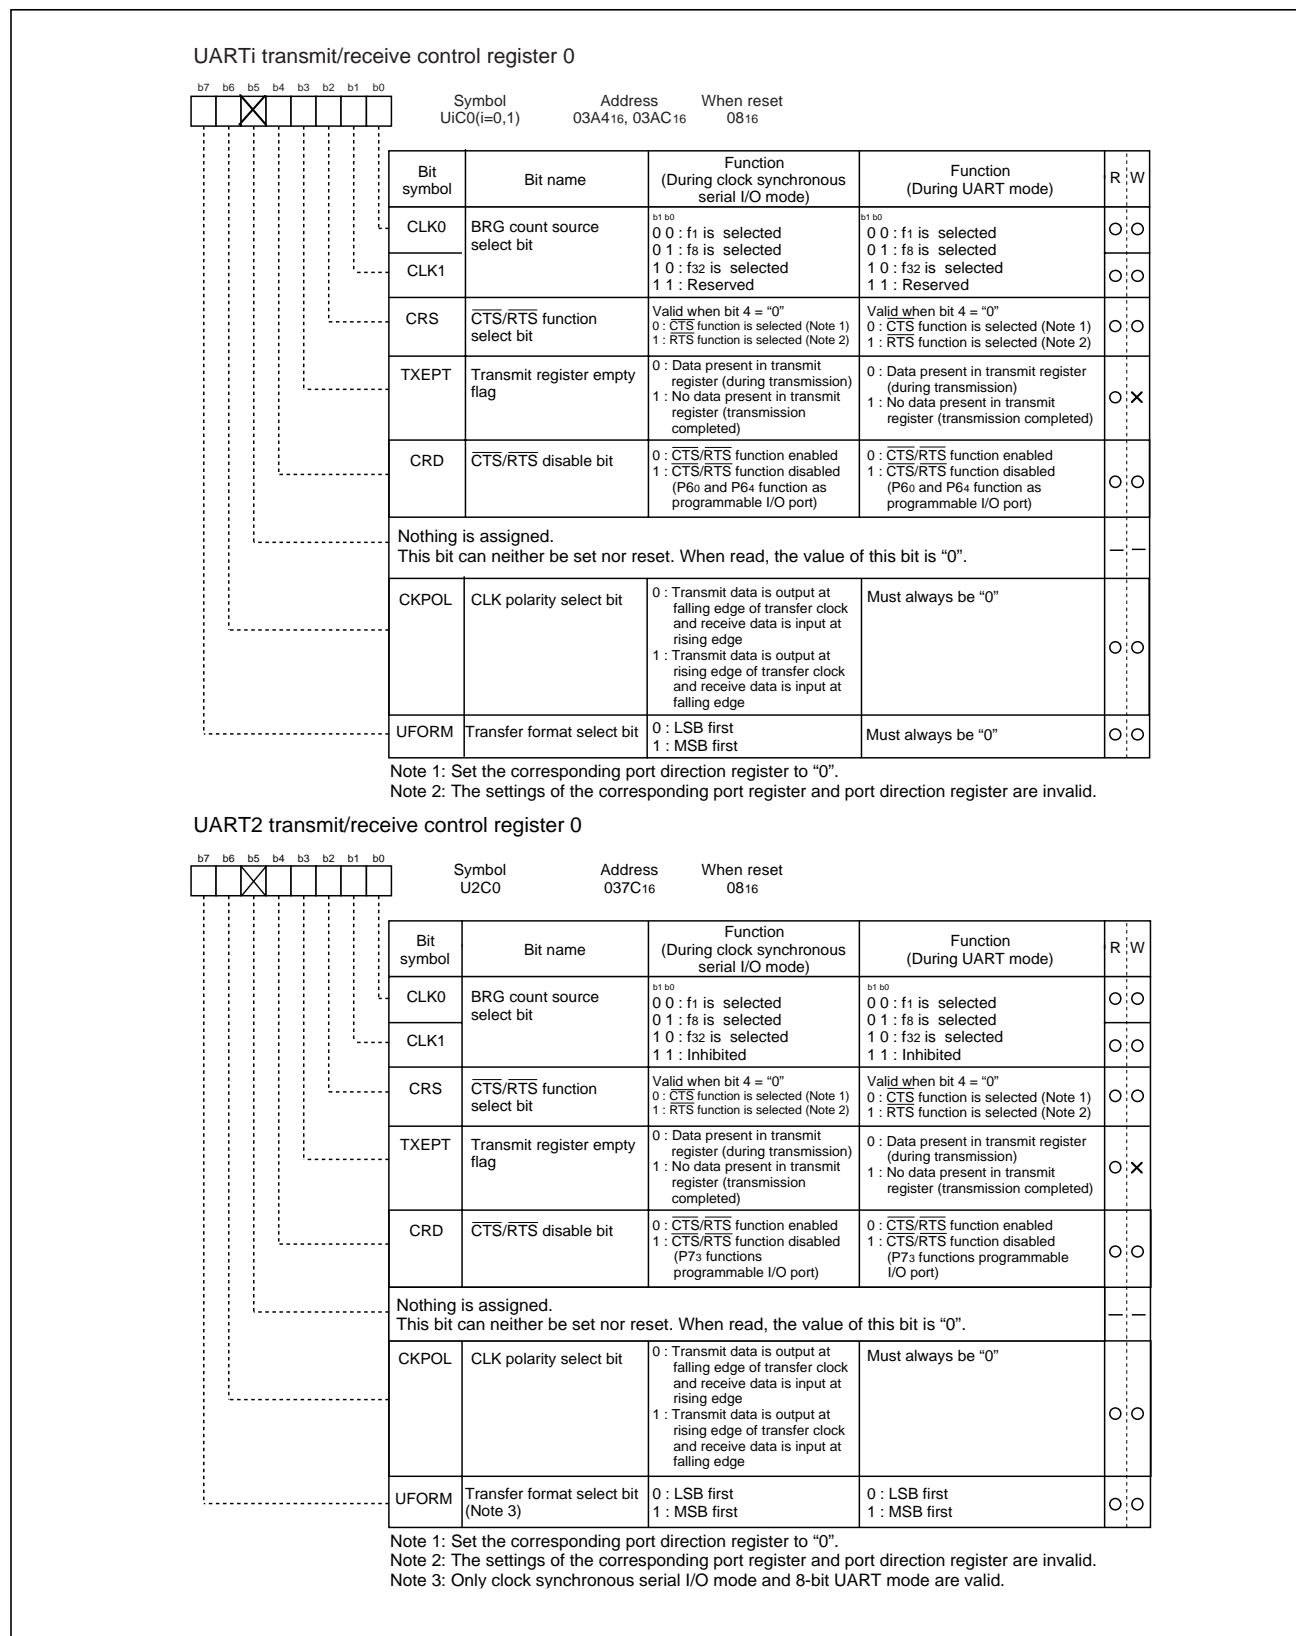 UARTi transmit/receive control register 0
b7 b6 b5 b4 b3 b2 b1 b0
Symbol Address When reset
UiC0(i=0,1) 03A416, 03AC16 0816
Bit symbol
Bit name
Function
(During clock synchronous
serial I/O mode)
Function
(During UART mode)
R W
CLK0
CLK1
BRG count source
select bit
b1 b0
0 0 : f1 is selected
0 1 : f8 is selected
1 0 : f32 is selected
1 1 : Reserved
b1 b0
0 0 : f1 is selected
0 1 : f8 is selected
1 0 : f32 is selected
1 1 : Reserved
CRS
CTS/RTS function
select bit
Valid when bit 4 = “0”
0 : CTS function is selected (Note 1)
1 : RTS function is selected (Note 2)
Valid when bit 4 = “0”
0 : CTS function is selected (Note 1)
1 : RTS function is selected (Note 2)
TXEPT
Transmit register empty
flag
0 : Data present in transmit
register (during transmission)
1 : No data present in transmit
register (transmission
completed)
0 : Data present in transmit register
(during transmission)
1 : No data present in transmit
register (transmission completed)
CRD
CTS/RTS disable bit
0 : CTS/RTS function enabled
1 : CTS/RTS function disabled
(P60 and P64 function as
programmable I/O port)
0 : CTS/RTS function enabled
1 : CTS/RTS function disabled
(P60 and P64 function as
programmable I/O port)
Nothing is assigned.
This bit can neither be set nor reset. When read, the value of this bit is “0”.
CKPOL
CLK polarity select bit
0 : Transmit data is output at
falling edge of transfer clock
and receive data is input at
rising edge
1 : Transmit data is output at
rising edge of transfer clock
and receive data is input at
falling edge
Must always be “0”
UFORM
Transfer format select bit
0 : LSB first
1 : MSB first
Must always be “0”
Note 1: Set the corresponding port direction register to “0”.
Note 2: The settings of the corresponding port register and port direction register are invalid.
UART2 transmit/receive control register 0
b7 b6 b5 b4 b3 b2 b1 b0
Symbol Address When reset
U2C0 037C16 0816
Bit symbol
Bit name
Function
(During clock synchronous
serial I/O mode)
Function
(During UART mode)
R W
CLK0
CLK1
BRG count source
select bit
b1 b0
0 0 : f1 is selected
0 1 : f8 is selected
1 0 : f32 is selected
1 1 : Inhibited
b1 b0
0 0 : f1 is selected
0 1 : f8 is selected
1 0 : f32 is selected
1 1 : Inhibited
CRS
CTS/RTS function
select bit
Valid when bit 4 = “0”
0 : CTS function is selected (Note 1)
1 : RTS function is selected (Note 2)
Valid when bit 4 = “0”
0 : CTS function is selected (Note 1)
1 : RTS function is selected (Note 2)
TXEPT
Transmit register empty
flag
0 : Data present in transmit
register (during transmission)
1 : No data present in transmit
register (transmission
completed)
0 : Data present in transmit register
(during transmission)
1 : No data present in transmit
register (transmission completed)
CRD
CTS/RTS disable bit
0 : CTS/RTS function enabled
1 : CTS/RTS function disabled
(P73 functions
programmable I/O port)
0 : CTS/RTS function enabled
1 : CTS/RTS function disabled
(P73 functions programmable
I/O port)
Nothing is assigned.
This bit can neither be set nor reset. When read, the value of this bit is “0”.
CKPOL
CLK polarity select bit
0 : Transmit data is output at
falling edge of transfer clock
and receive data is input at
rising edge
1 : Transmit data is output at
rising edge of transfer clock
and receive data is input at
falling edge
Must always be “0”
UFORM
Transfer format select bit
(Note 3)
0 : LSB first
1 : MSB first
0 : LSB first
1 : MSB first
Note 1: Set the corresponding port direction register to “0”.
Note 2: The settings of the corresponding port register and port direction register are invalid.
Note 3: Only clock synchronous serial I/O mode and 8-bit UART mode are valid.